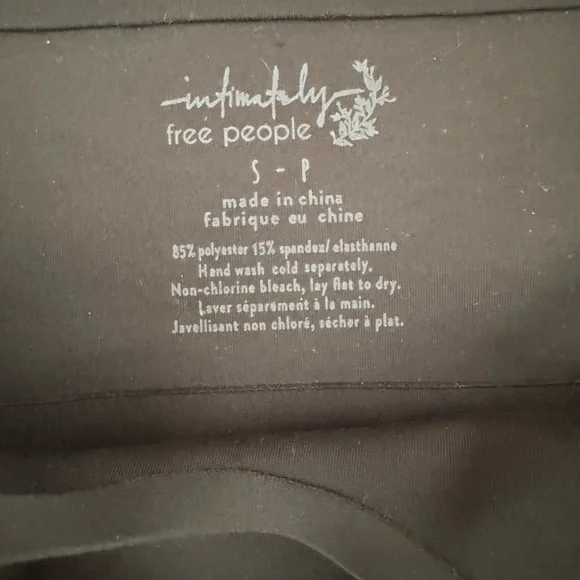 intimately
free people
S - P
made in china
fabrique eu chine
85% polyester 15% spandex/elasthanne
Hand wash cold separately.
Non-chlorine bleach, lay flat to dry.
Laver séparément à la main.
Javellisant non chloré, sécher à plat.